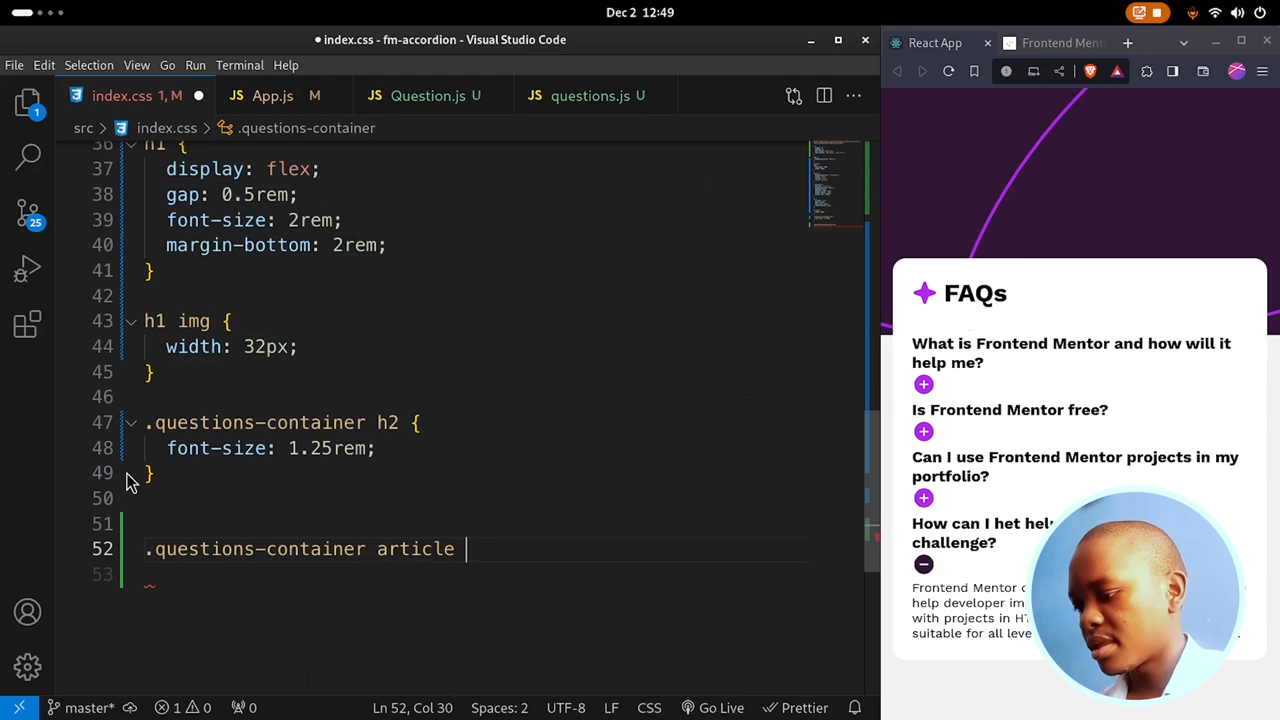 Dec 2 12:49
index.css - fm-accordion - Visual Studio Code
File Edit Selection View Go Run Terminal Help
index.css 1, M
App.js M
Question.js U
questions.js U
src > index.css > .questions-container
36 h1 {
37 display: flex;
38 gap: 0.5rem;
39 font-size: 2rem;
40 margin-bottom: 2rem;
41 }
42
43 h1 img {
44 width: 32px;
45 }
46
47 .questions-container h2 {
48 font-size: 1.25rem;
49 }
50
51
52 .questions-container article
53
1
25
master* 1 0 0 Ln 52, Col 30 Spaces: 2 UTF-8 LF CSS Go Live Prettier
React App
Frontend Ment
FAQs
What is Frontend Mentor and how will it
help me?
Is Frontend Mentor free?
Can I use Frontend Mentor projects in my
portfolio?
How can I het hel
challenge?
Frontend Mentor
help developer im
with projects in HT
suitable for all leve